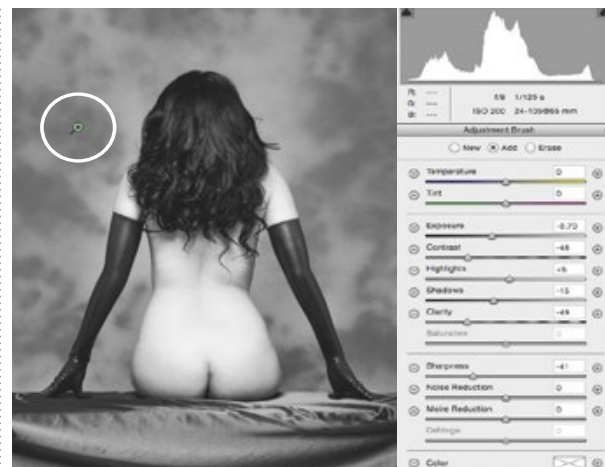 R: ---
G: ---
B: ---
f/9 1/125 s
ISO 200 24-105@65 mm
Adjustment Brush
New Add Erase
Temperature 0
Tint 0
Exposure -0.70
Contrast -48
Highlights +5
Shadows -15
Clarity -49
Saturation 0
Sharpness -41
Noise Reduction 0
Moire Reduction 0
Defringe 0
Color